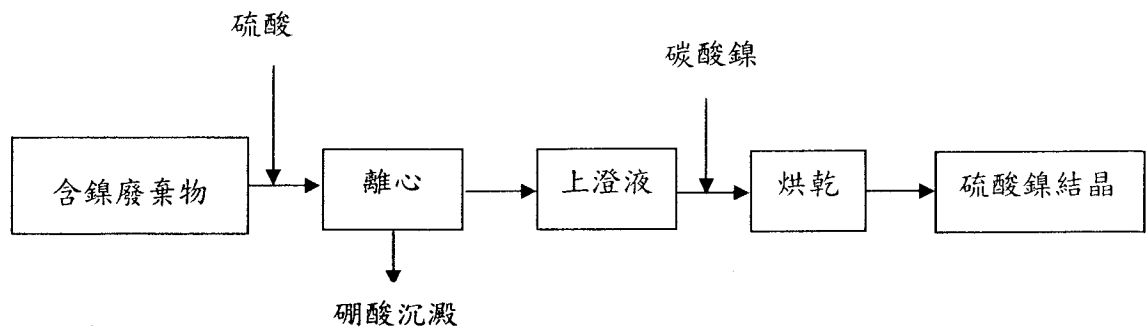 硫酸
碳酸鎳
含鎳廢棄物
離心
上澄液
烘乾
硫酸鎳結晶
硼酸沉澱